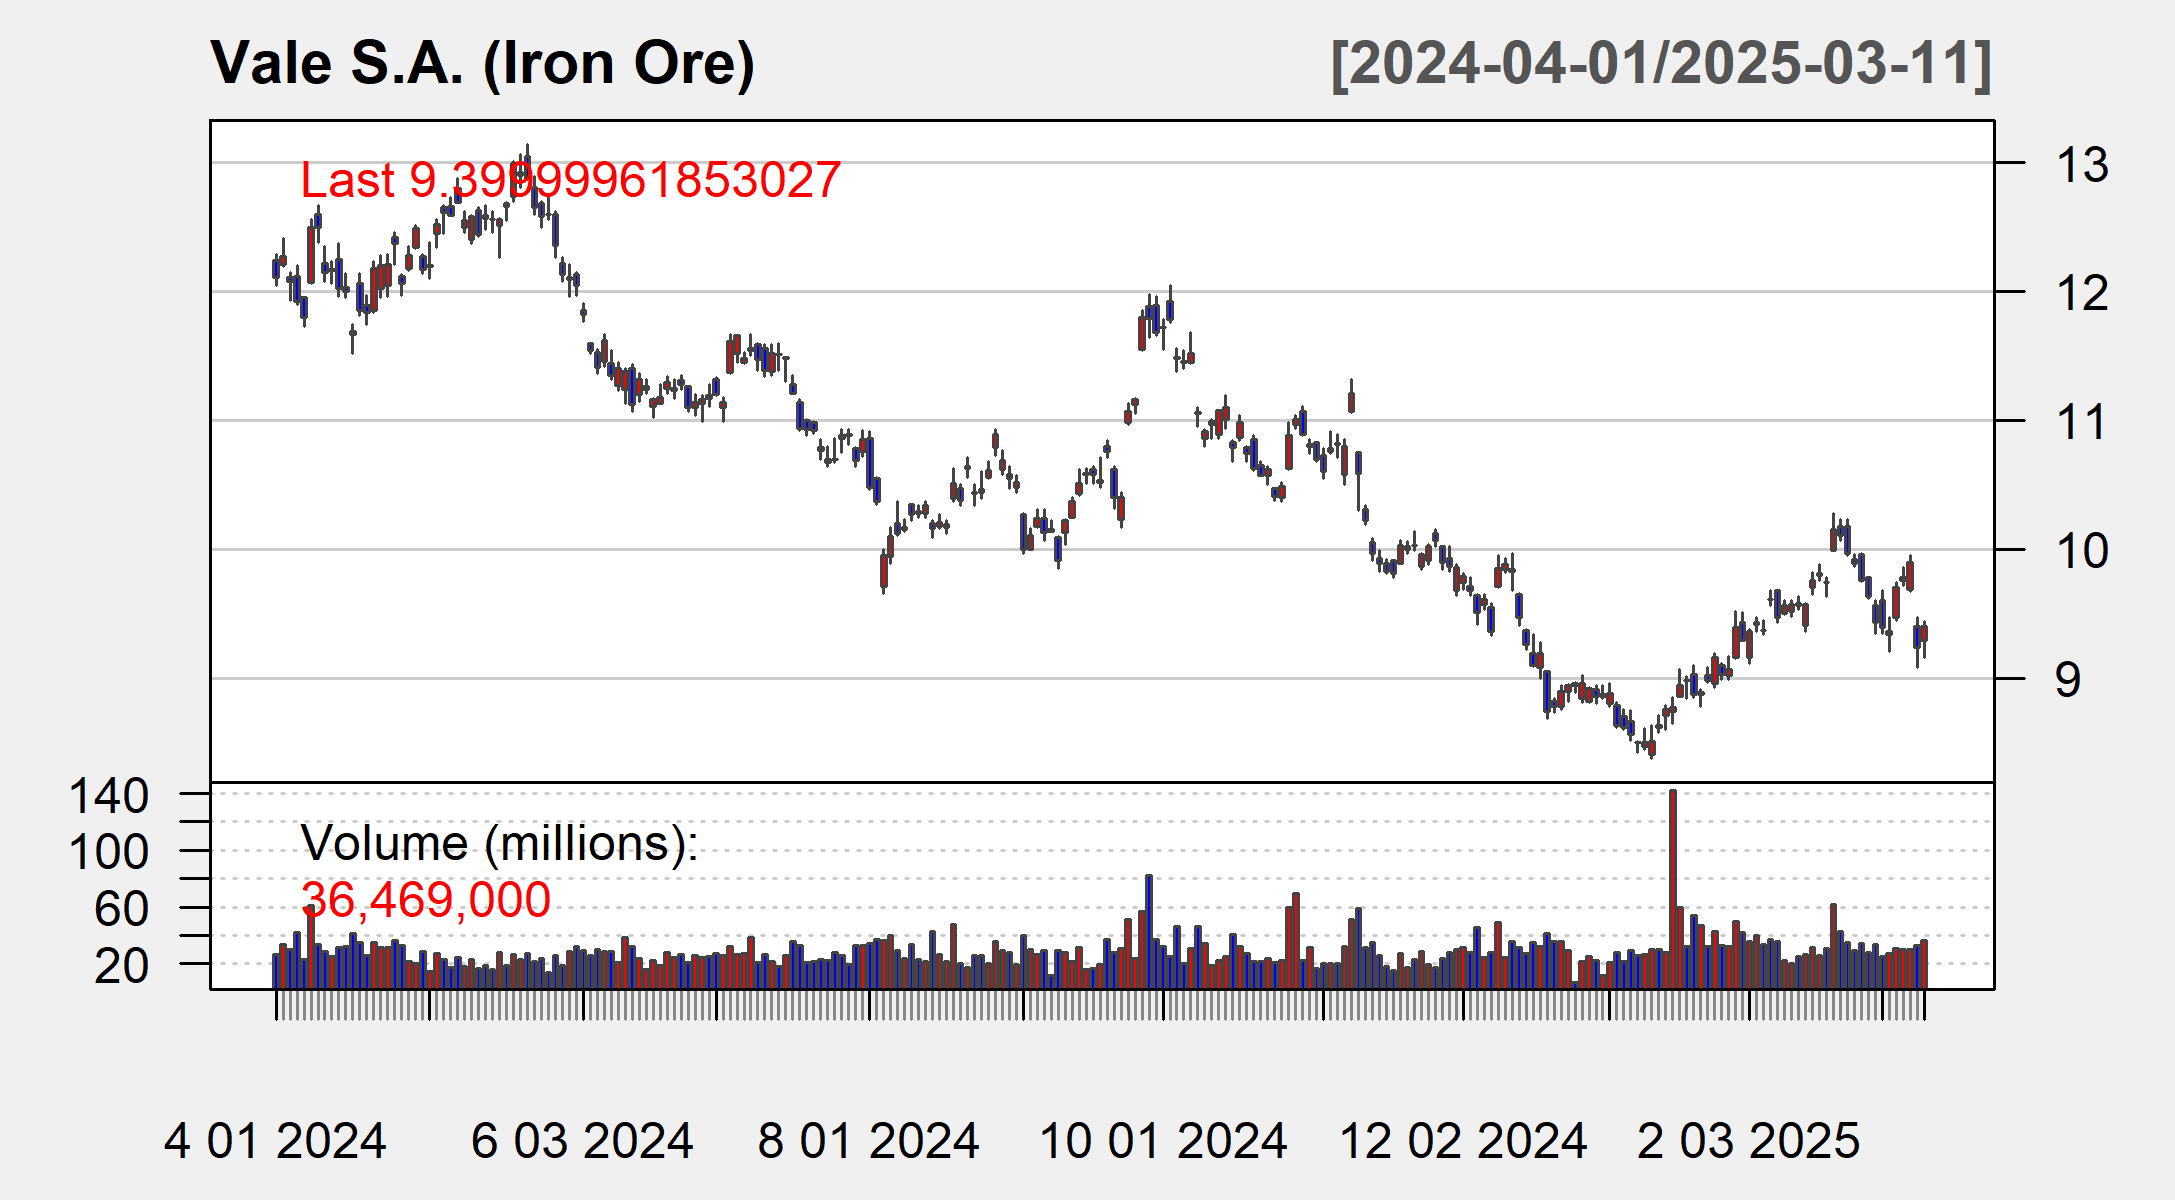 Vale S.A. (Iron Ore)
[2024-04-01/2025-03-11]
Last 9.39999961853027
13
12
11
10
9
Volume (millions):
36,469,000
140
100
60
20
4 01 2024
6 03 2024
8 01 2024
10 01 2024
12 02 2024
2 03 2025